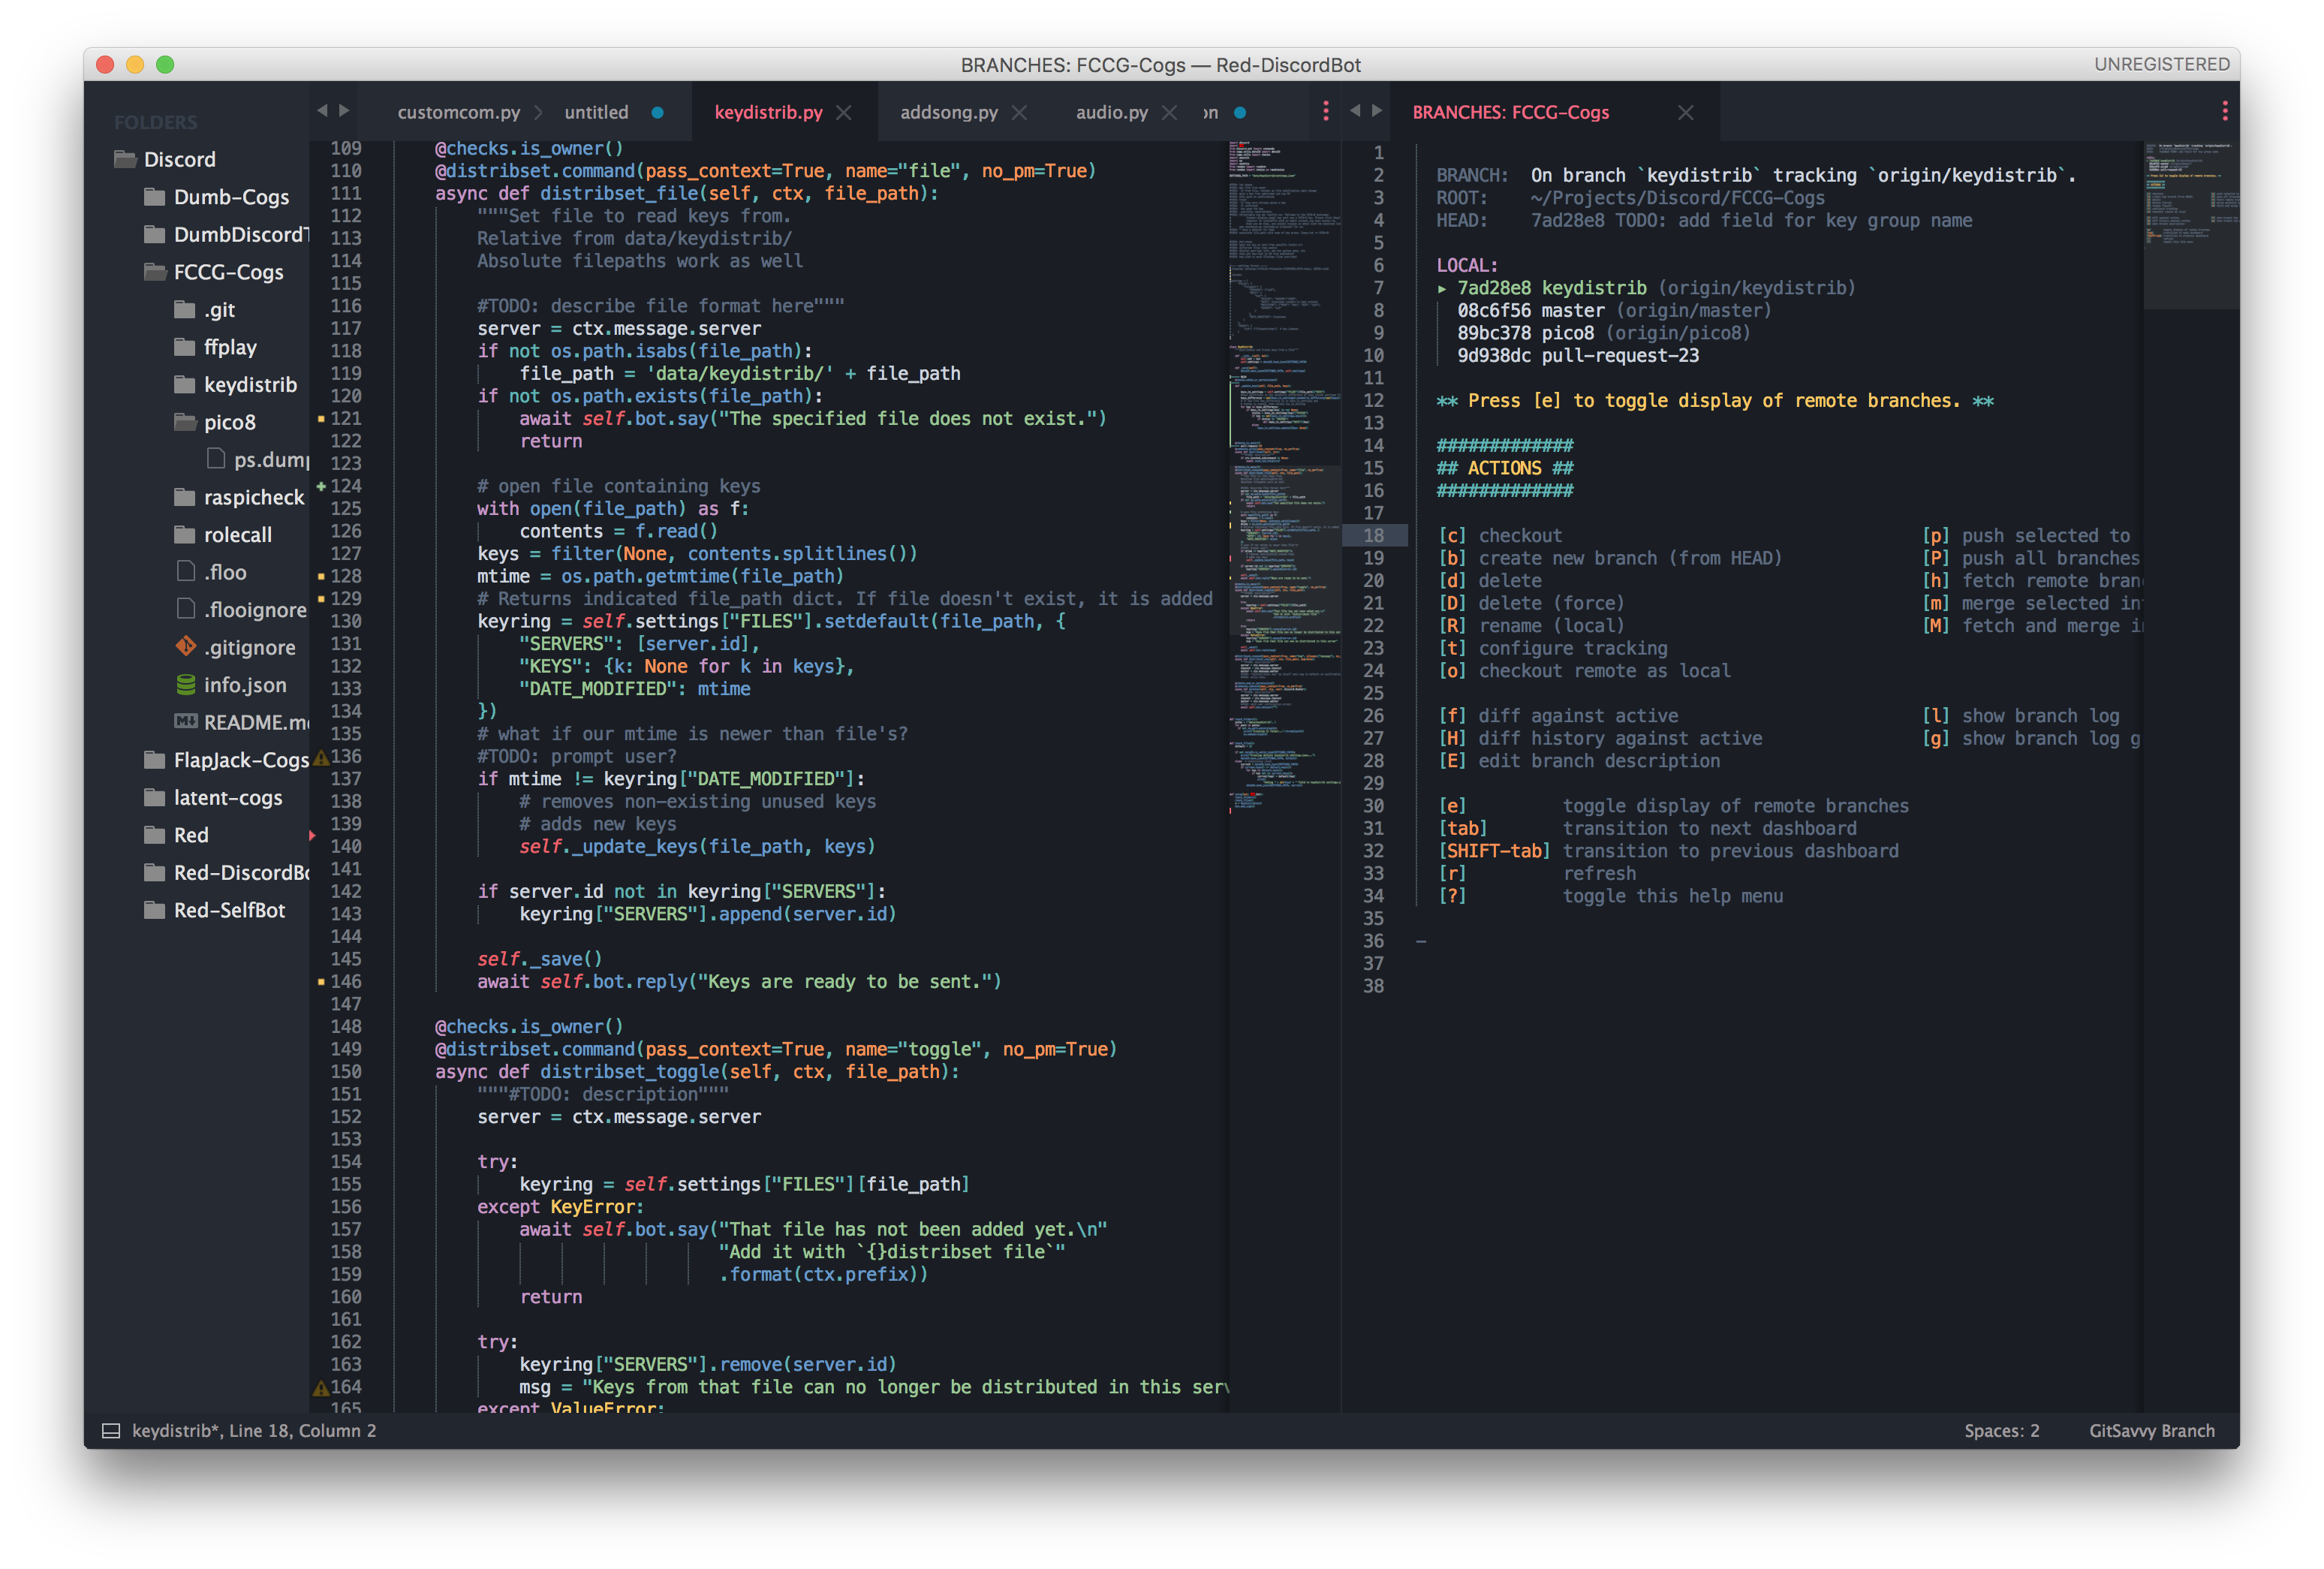 BRANCHES: FCCG-Cogs — Red-DiscordBot
UNREGISTERED
FOLDERS
Discord
Dumb-Cogs
DumbDiscordT
FCCG-Cogs
.git
ffplay
keydistrib
pico8
ps.dump
raspicheck
rolecall
.floo
.flooignore
.gitignore
info.json
README.m
FlapJack-Cogs
latent-cogs
Red
Red-DiscordBo
Red-SelfBot
customcom.py
untitled
keydistrib.py
addsong.py
audio.py
on
109 @checks.is_owner()
110 @distribset.command(pass_context=True, name="file", no_pm=True)
111 async def distribset_file(self, ctx, file_path):
112 """Set file to read keys from.
113 Relative from data/keydistrib/
114 Absolute filepaths work as well
115
116 #TODO: describe file format here"""
117 server = ctx.message.server
118 if not os.path.isabs(file_path):
119 file_path = 'data/keydistrib/' + file_path
120 if not os.path.exists(file_path):
121 await self.bot.say("The specified file does not exist.")
122 return
123
124 # open file containing keys
125 with open(file_path) as f:
126 contents = f.read()
127 keys = filter(None, contents.splitlines())
128 mtime = os.path.getmtime(file_path)
129 # Returns indicated file_path dict. If file doesn't exist, it is added
130 keyring = self.settings["FILES"].setdefault(file_path, {
131 "SERVERS": [server.id],
132 "KEYS": {k: None for k in keys},
133 "DATE_MODIFIED": mtime
134 })
135 # what if our mtime is newer than file's?
136 #TODO: prompt user?
137 if mtime != keyring["DATE_MODIFIED"]:
138 # removes non-existing unused keys
139 # adds new keys
140 self._update_keys(file_path, keys)
141
142 if server.id not in keyring["SERVERS"]:
143 keyring["SERVERS"].append(server.id)
144
145 self._save()
146 await self.bot.reply("Keys are ready to be sent.")
147
148 @checks.is_owner()
149 @distribset.command(pass_context=True, name="toggle", no_pm=True)
150 async def distribset_toggle(self, ctx, file_path):
151 """#TODO: description"""
152 server = ctx.message.server
153
154 try:
155 keyring = self.settings["FILES"][file_path]
156 except KeyError:
157 await self.bot.say("That file has not been added yet.\n"
158 "Add it with `{}distribset file`"
159 .format(ctx.prefix))
160 return
161
162 try:
163 keyring["SERVERS"].remove(server.id)
164 msg = "Keys from that file can no longer be distributed in this serv
165 except ValueError:
BRANCHES: FCCG-Cogs
1
2 BRANCH: On branch `keydistrib` tracking `origin/keydistrib`.
3 ROOT: ~/Projects/Discord/FCCG-Cogs
4 HEAD: 7ad28e8 TODO: add field for key group name
5
6 LOCAL:
7 ▸ 7ad28e8 keydistrib (origin/keydistrib)
8 08c6f56 master (origin/master)
9 89bc378 pico8 (origin/pico8)
10 9d938dc pull-request-23
11
12 ** Press [e] to toggle display of remote branches. **
13
14 #############
15 ## ACTIONS ##
16 #############
17
18 [c] checkout [p] push selected to
19 [b] create new branch (from HEAD) [P] push all branches
20 [d] delete [h] fetch remote bran
21 [D] delete (force) [m] merge selected in
22 [R] rename (local) [M] fetch and merge i
23 [t] configure tracking
24 [o] checkout remote as local
25
26 [f] diff against active [l] show branch log
27 [H] diff history against active [g] show branch log g
28 [E] edit branch description
29
30 [e] toggle display of remote branches
31 [tab] transition to next dashboard
32 [SHIFT-tab] transition to previous dashboard
33 [r] refresh
34 [?] toggle this help menu
35
36 –
37
38
keydistrib*, Line 18, Column 2
Spaces: 2
GitSavvy Branch